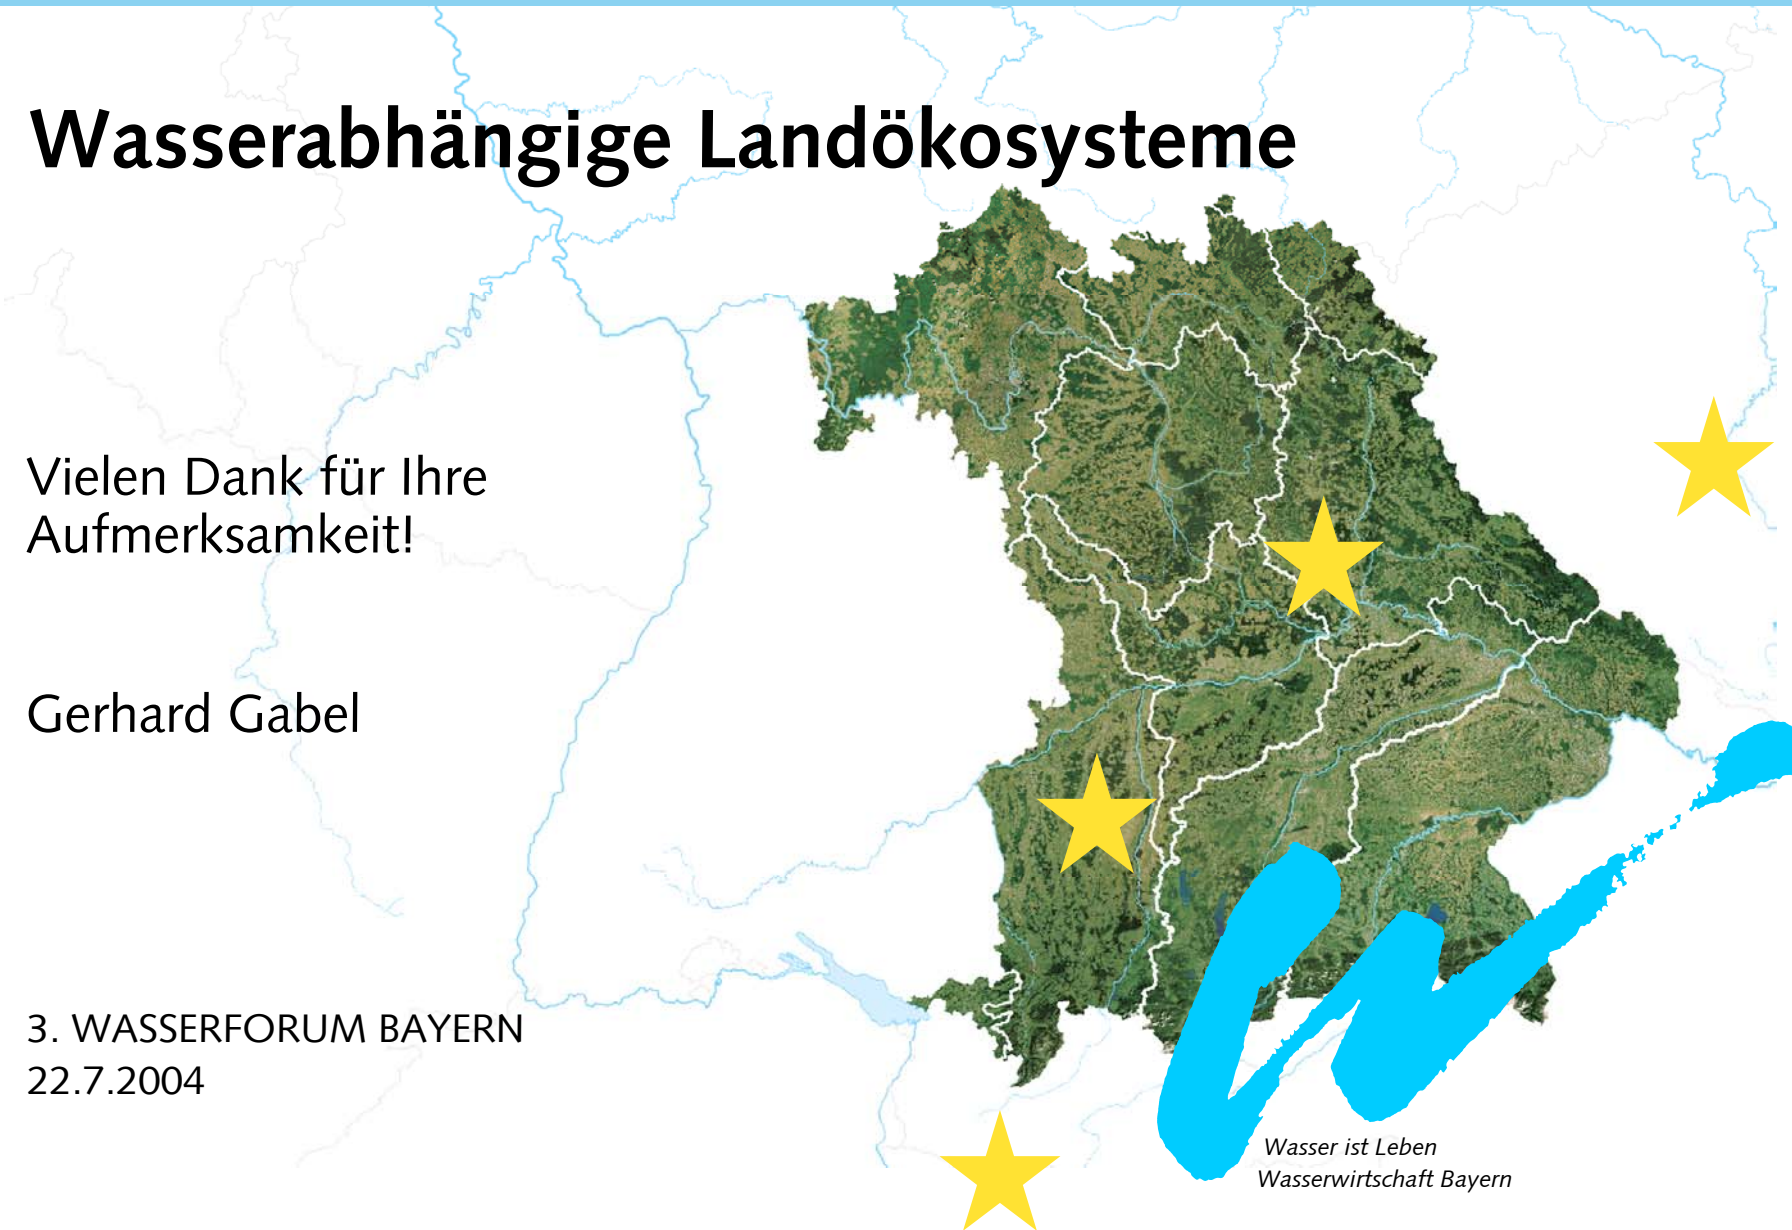 Wasserabhängige Landökosysteme
Vielen Dank für Ihre
Aufmerksamkeit!
Gerhard Gabel
3. WASSERFORUM BAYERN
22.7.2004
Wasser ist Leben
Wasserwirtschaft Bayern